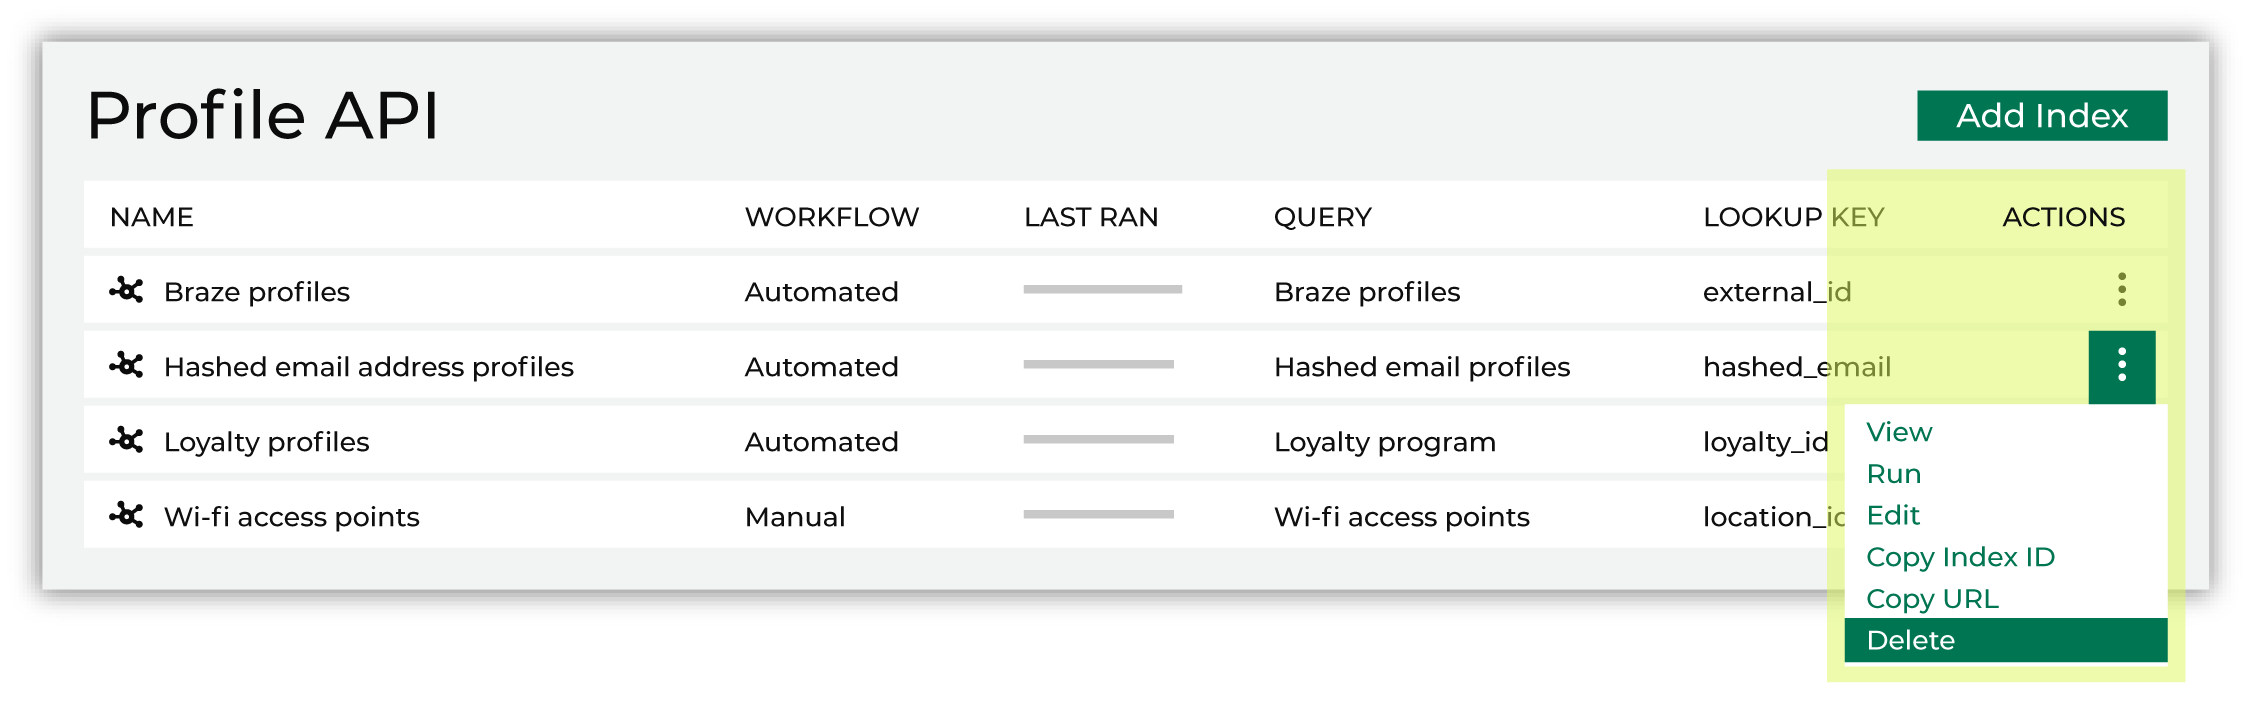 Profile API
Add Index
NAME WORKFLOW LAST RAN QUERY LOOKUP KEY ACTIONS
Braze profiles Automated Braze profiles external_id
Hashed email address profiles Automated Hashed email profiles hashed_email
Loyalty profiles Automated Loyalty program loyalty_id
Wi-fi access points Manual Wi-fi access points location_id
View
Run
Edit
Copy Index ID
Copy URL
Delete